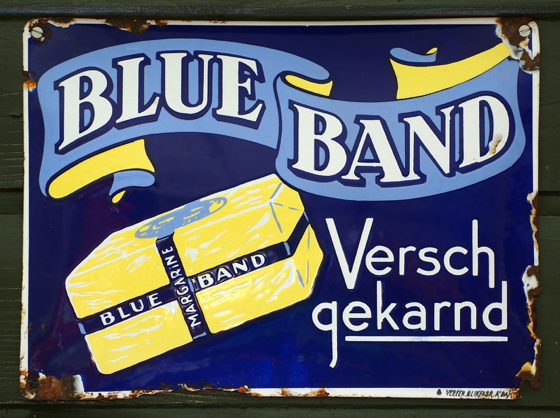 BLUE
BAND
BLUE BAND
MARGARINE
Versch
gekarnd